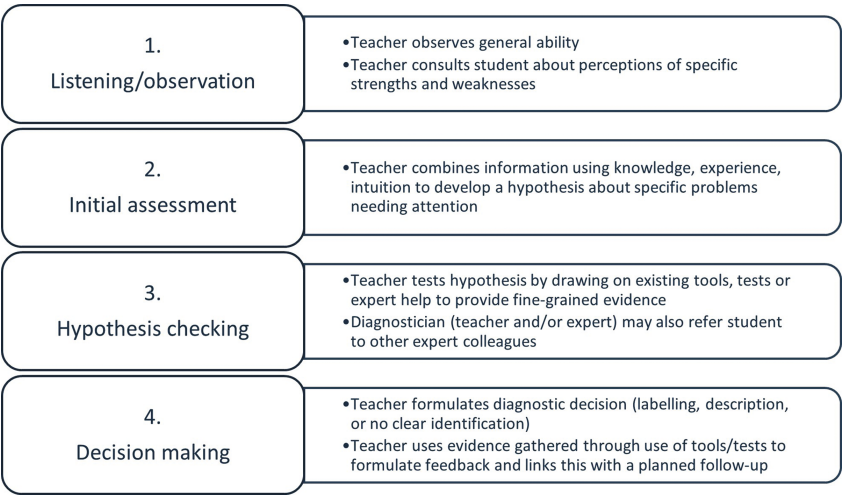 1.
Listening/observation
•Teacher observes general ability
•Teacher consults student about perceptions of specific
strengths and weaknesses
2.
Initial assessment
•Teacher combines information using knowledge, experience,
intuition to develop a hypothesis about specific problems
needing attention
3.
Hypothesis checking
•Teacher tests hypothesis by drawing on existing tools, tests or
expert help to provide fine-grained evidence
•Diagnostician (teacher and/or expert) may also refer student
to other expert colleagues
4.
Decision making
•Teacher formulates diagnostic decision (labelling, description,
or no clear identification)
•Teacher uses evidence gathered through use of tools/tests to
formulate feedback and links this with a planned follow-up